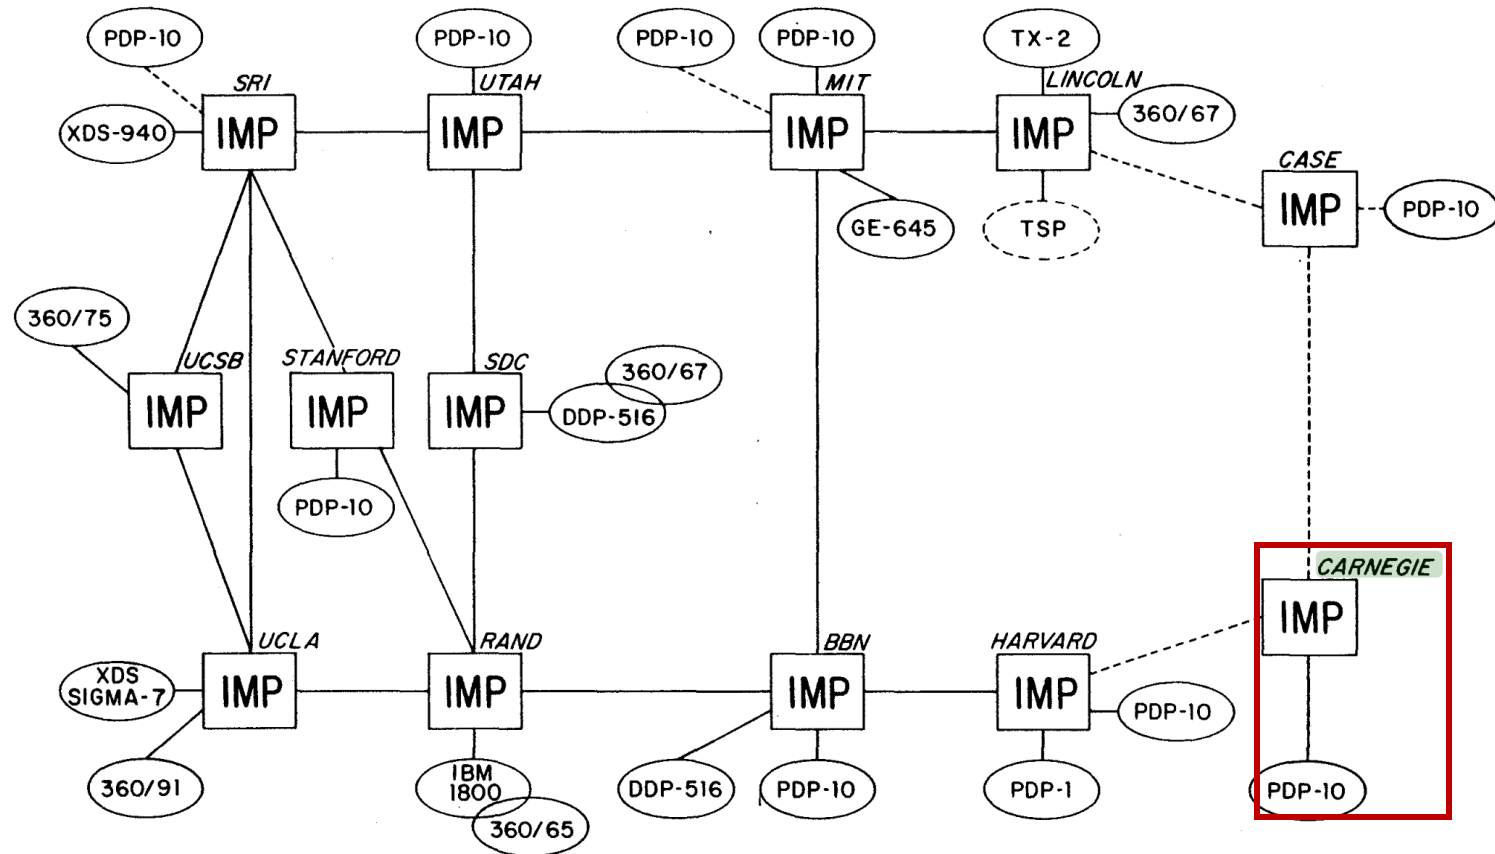 PDP-10
PDP-10
PDP-10
PDP-10
TX-2
SRI
UTAH
MIT
LINCOLN
XDS-940
IMP
IMP
IMP
IMP
360/67
CASE
IMP
PDP-10
GE-645
TSP
360/75
UCSB
STANFORD
SDC
360/67
IMP
IMP
IMP
DDP-516
PDP-10
CARNEGIE
IMP
UCLA
RAND
BBN
HARVARD
XDS
SIGMA-7
IMP
IMP
IMP
IMP
PDP-10
360/91
IBM
1800
360/65
DDP-516
PDP-10
PDP-1
PDP-10